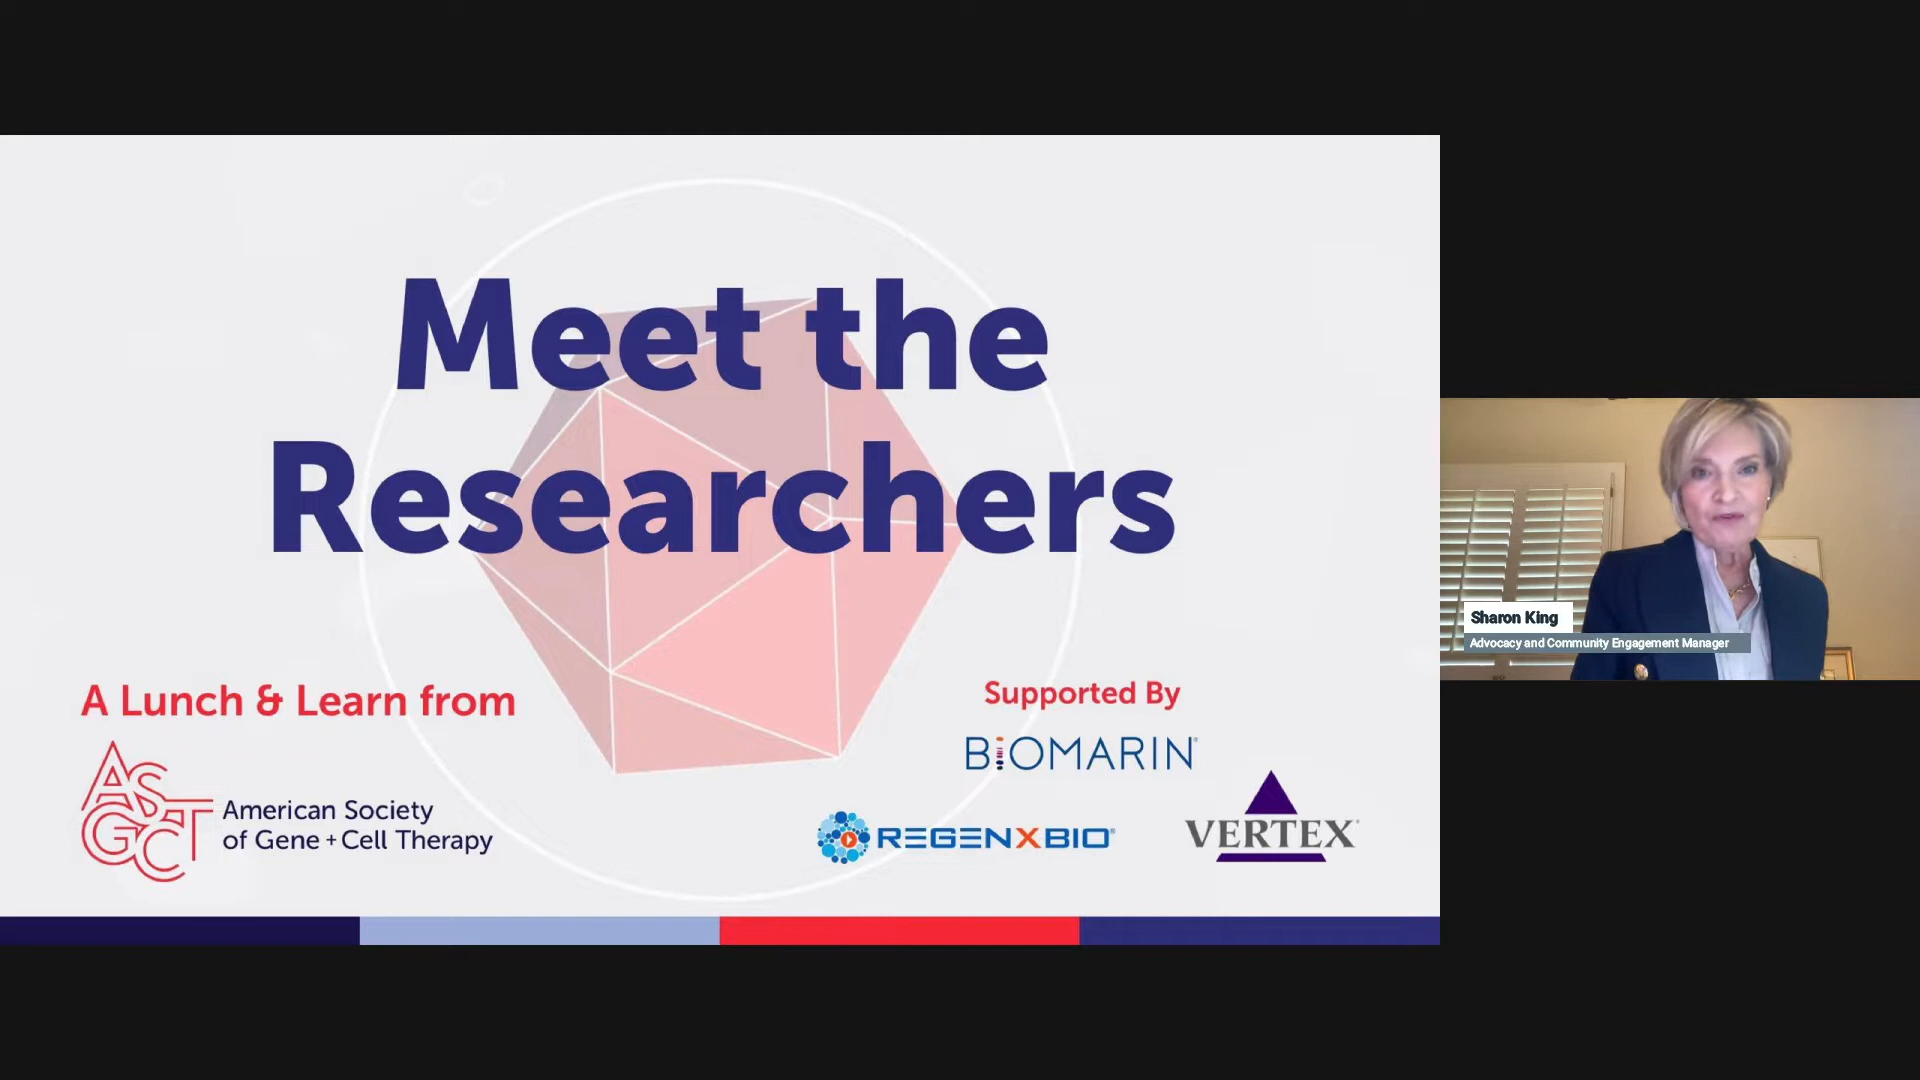 Meet the
Researchers
A Lunch & Learn from
ASGCT
American Society
of Gene + Cell Therapy
Supported By
BIOMARIN®
REGENXBIO®
VERTEX
Sharon King
Advocacy and Community Engagement Manager